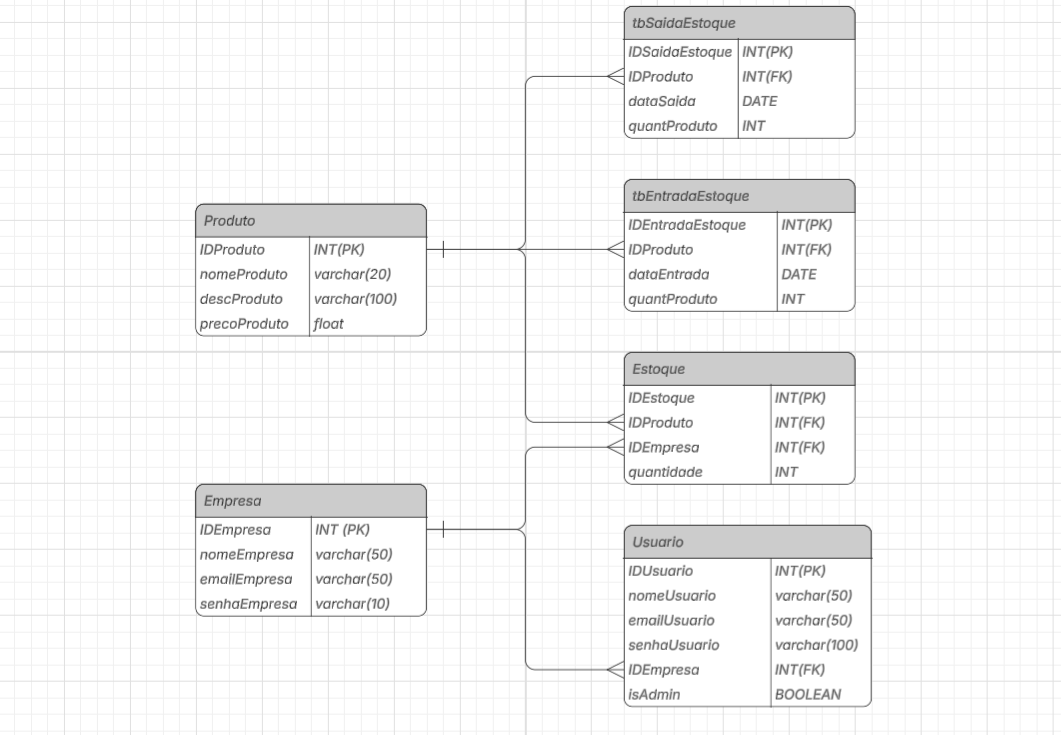 tbSaidaEstoque
IDSaidaEstoque INT(PK)
IDProduto INT(FK)
dataSaida DATE
quantProduto INT
tbEntradaEstoque
IDEntradaEstoque INT(PK)
IDProduto INT(FK)
dataEntrada DATE
quantProduto INT
Produto
IDProduto INT(PK)
nomeProduto varchar(20)
descProduto varchar(100)
precoProduto float
Estoque
IDEstoque INT(PK)
IDProduto INT(FK)
IDEmpresa INT(FK)
quantidade INT
Empresa
IDEmpresa INT (PK)
nomeEmpresa varchar(50)
emailEmpresa varchar(50)
senhaEmpresa varchar(10)
Usuario
IDUsuario INT(PK)
nomeUsuario varchar(50)
emailUsuario varchar(50)
senhaUsuario varchar(100)
IDEmpresa INT(FK)
isAdmin BOOLEAN